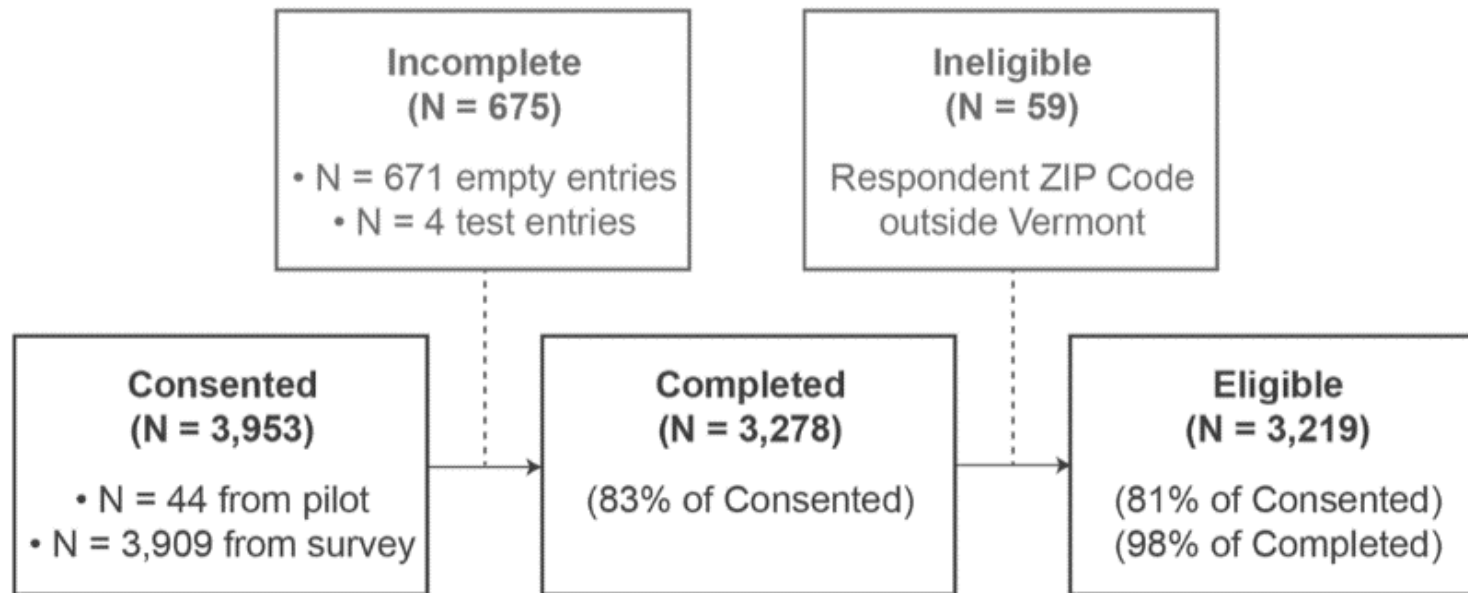 Incomplete
(N = 675)
• N = 671 empty entries
• N = 4 test entries
Ineligible
(N = 59)
Respondent ZIP Code
outside Vermont
Consented
(N = 3,953)
• N = 44 from pilot
• N = 3,909 from survey
Completed
(N = 3,278)
(83% of Consented)
Eligible
(N = 3,219)
(81% of Consented)
(98% of Completed)